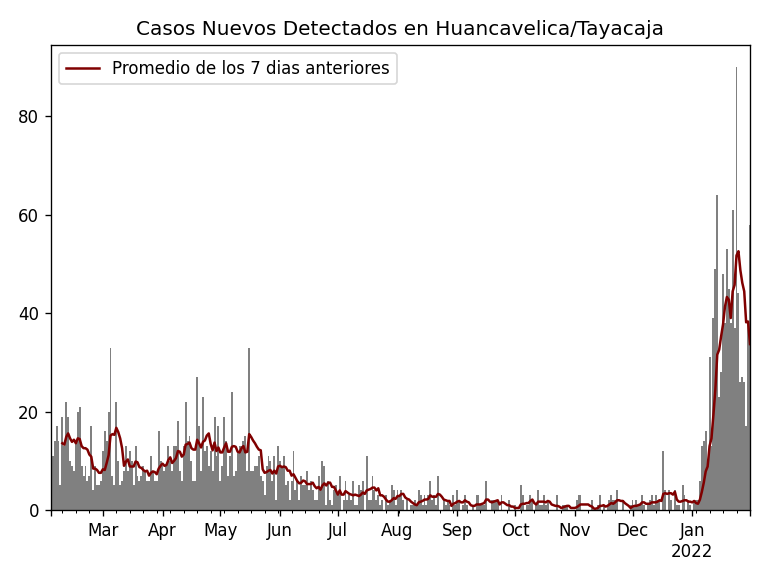 Casos Nuevos Detectados en Huancavelica/Tayacaja
Promedio de los 7 dias anteriores
80
60
40
20
0
Mar Apr May Jun Jul Aug Sep Oct Nov Dec Jan
2022